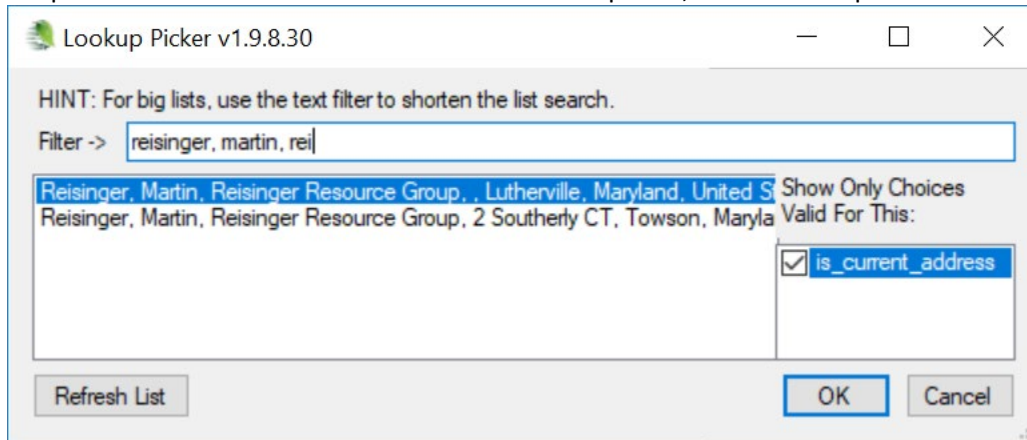 Lookup Picker v1.9.8.30
HINT: For big lists, use the text filter to shorten the list search.
Filter -> reisinger, martin, rei
Reisinger, Martin, Reisinger Resource Group, , Lutherville, Maryland, United
Reisinger, Martin, Reisinger Resource Group, 2 Southerly CT, Towson,
Show Only Choices
Valid For This:
is_current_address
Refresh List
OK
Cancel